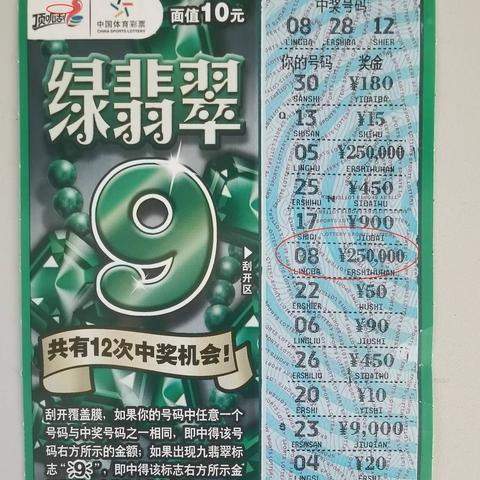 顶呱刮
中国体育彩票
CHINA SPORTS LOTTERY
面值10元
绿翡翠
9
刮开区
共有12次中奖机会!
刮开覆盖膜，如果你的号码中任意一个
号码与中奖号码之一相同，即中得该号
码右方所示的金额；如果出现九翡翠标
志“ ”，即中得该标志右方所示金
中奖号码
08 28 12
LINGBA ERSHIBA SHIER
你的号码 奖金
30 ¥180
SANSHI YIBAIBA
13 ¥15
SHISAN SHIWU
05 ¥250,000
LINGWU ERSHIWUWAN
25 ¥450
ERSHIWU SIBAIWU
17 ¥900
SHIQI JIUBAI
08 ¥250,000
LINGBA ERSHIWUWAN
22 ¥50
ERSHIER WUSHI
06 ¥90
LINGLIU JIUSHI
26 ¥450
ERSHILIU SIBAIWU
20 ¥10
ERSHI YISHI
23 ¥9,000
ERSHISAN JIUQIAN
04 ¥20
LINGSI ERSHI